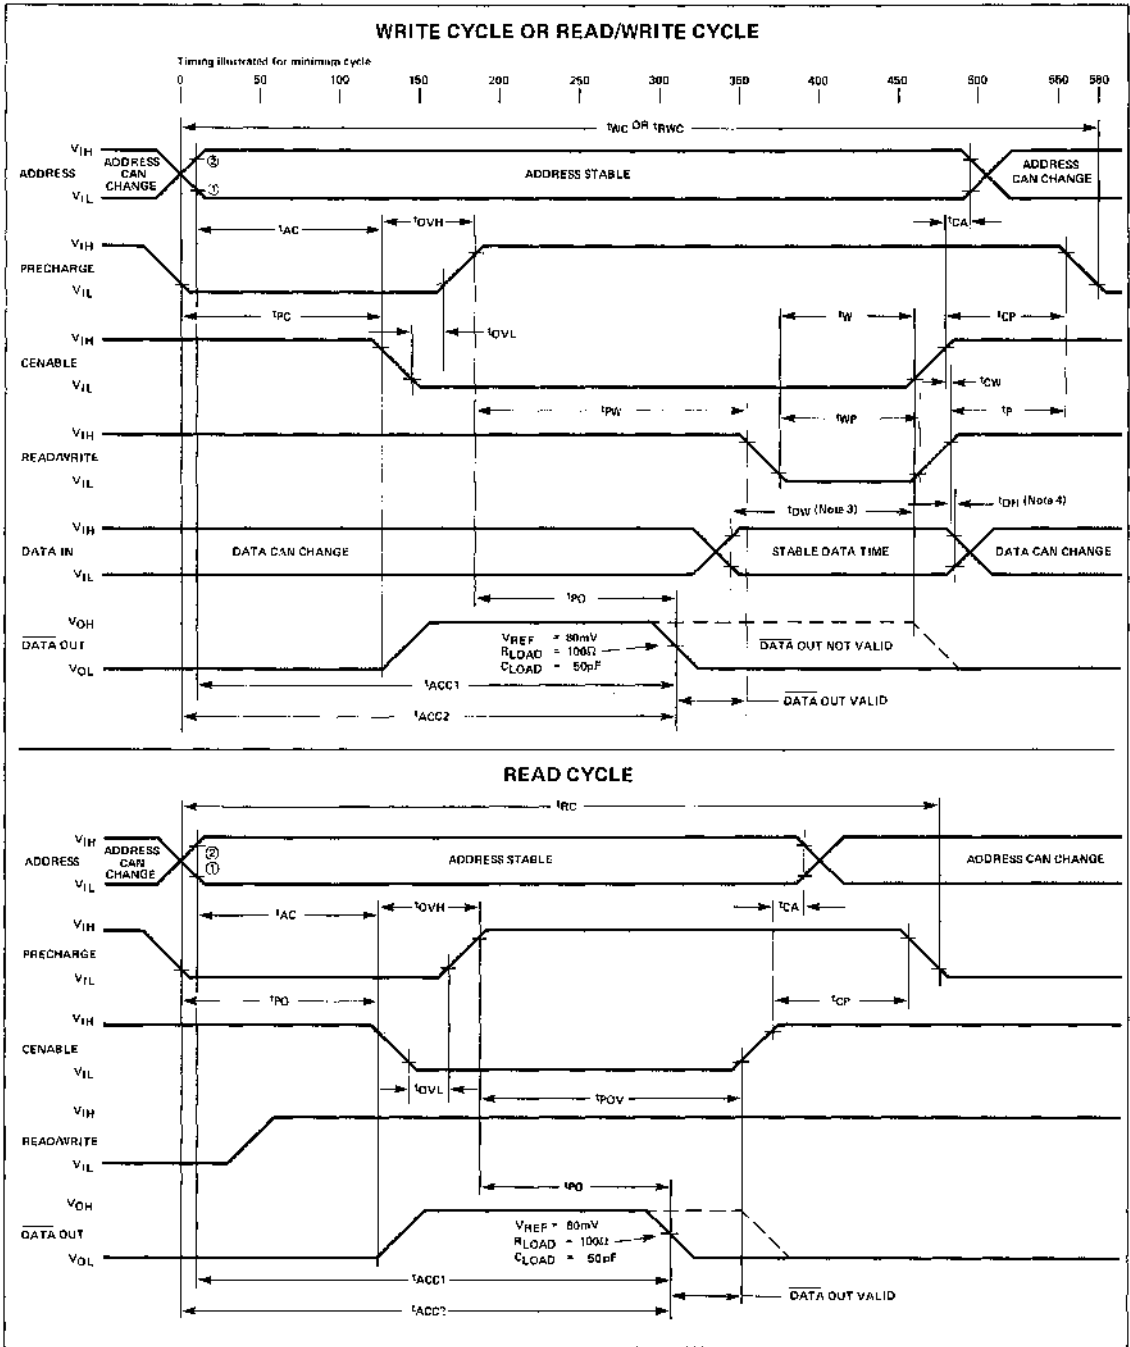 WRITE CYCLE OR READ/WRITE CYCLE
Timing illustrated for minimum cycle
0 50 100 150 200 250 300 350 400 450 500 550 580
tWC OR tRWC
VIH
ADDRESS
VIL
ADDRESS CAN CHANGE
②
①
ADDRESS STABLE
ADDRESS CAN CHANGE
tAC
tOVH
tCA
VIH
PRECHARGE
VIL
tPC
tOVL
tW
tCP
VIH
CENABLE
VIL
tCW
tPW
tWP
tP
VIH
READ/WRITE
VIL
tDW (Note 3)
tDH (Note 4)
VIH
DATA IN
VIL
DATA CAN CHANGE
STABLE DATA TIME
DATA CAN CHANGE
tPO
VOH
DATA OUT
VOL
VREF = 80mV
RLOAD = 100Ω
CLOAD = 50pF
DATA OUT NOT VALID
tACC1
DATA OUT VALID
tACC2
READ CYCLE
tRC
VIH
ADDRESS
VIL
ADDRESS CAN CHANGE
②
①
ADDRESS STABLE
ADDRESS CAN CHANGE
tAC
tOVH
tCA
VIH
PRECHARGE
VIL
tCP
VIH
CENABLE
VIL
tOVL
tPOV
VIH
READ/WRITE
VIL
tPO
VOH
DATA OUT
VOL
VREF = 80mV
RLOAD = 100Ω
CLOAD = 50pF
tACC1
DATA OUT VALID